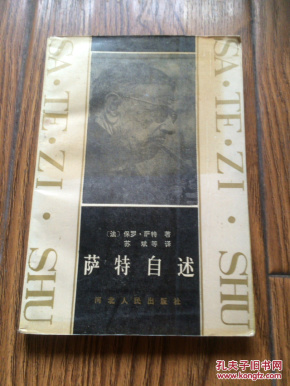 SA·TE·ZI·SHU
SA·TE·ZI·SHU
〔法〕保罗·萨特 著
苏斌等 译
萨特自述
河北人民出版社
孔夫子旧书网